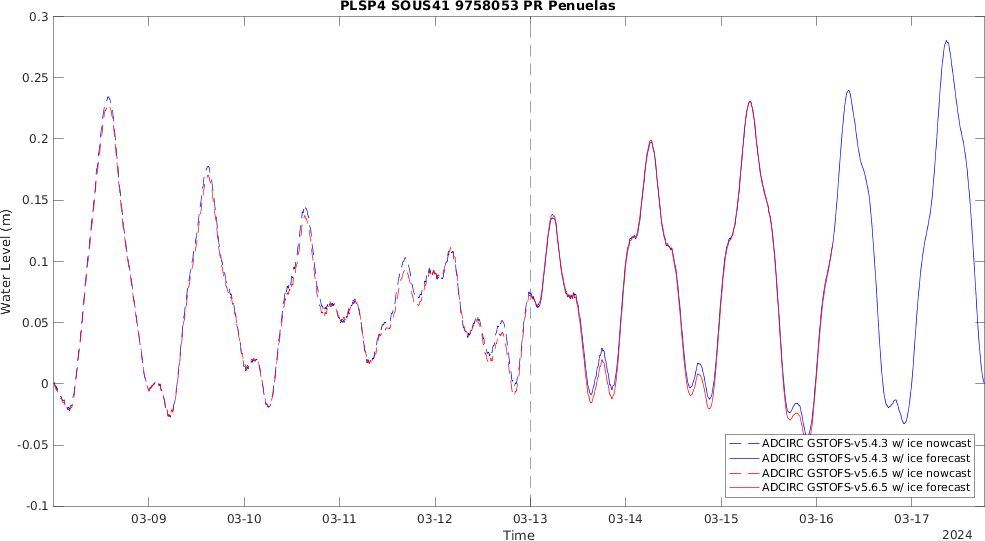 PLSP4 SOUS41 9758053 PR Penuelas
0.3
0.25
0.2
0.15
0.1
0.05
0
-0.05
-0.1
Water Level (m)
ADCIRC GSTOFS-v5.4.3 w/ ice nowcast
ADCIRC GSTOFS-v5.4.3 w/ ice forecast
ADCIRC GSTOFS-v5.6.5 w/ ice nowcast
ADCIRC GSTOFS-v5.6.5 w/ ice forecast
03-09 03-10 03-11 03-12 03-13 03-14 03-15 03-16 03-17
Time
2024